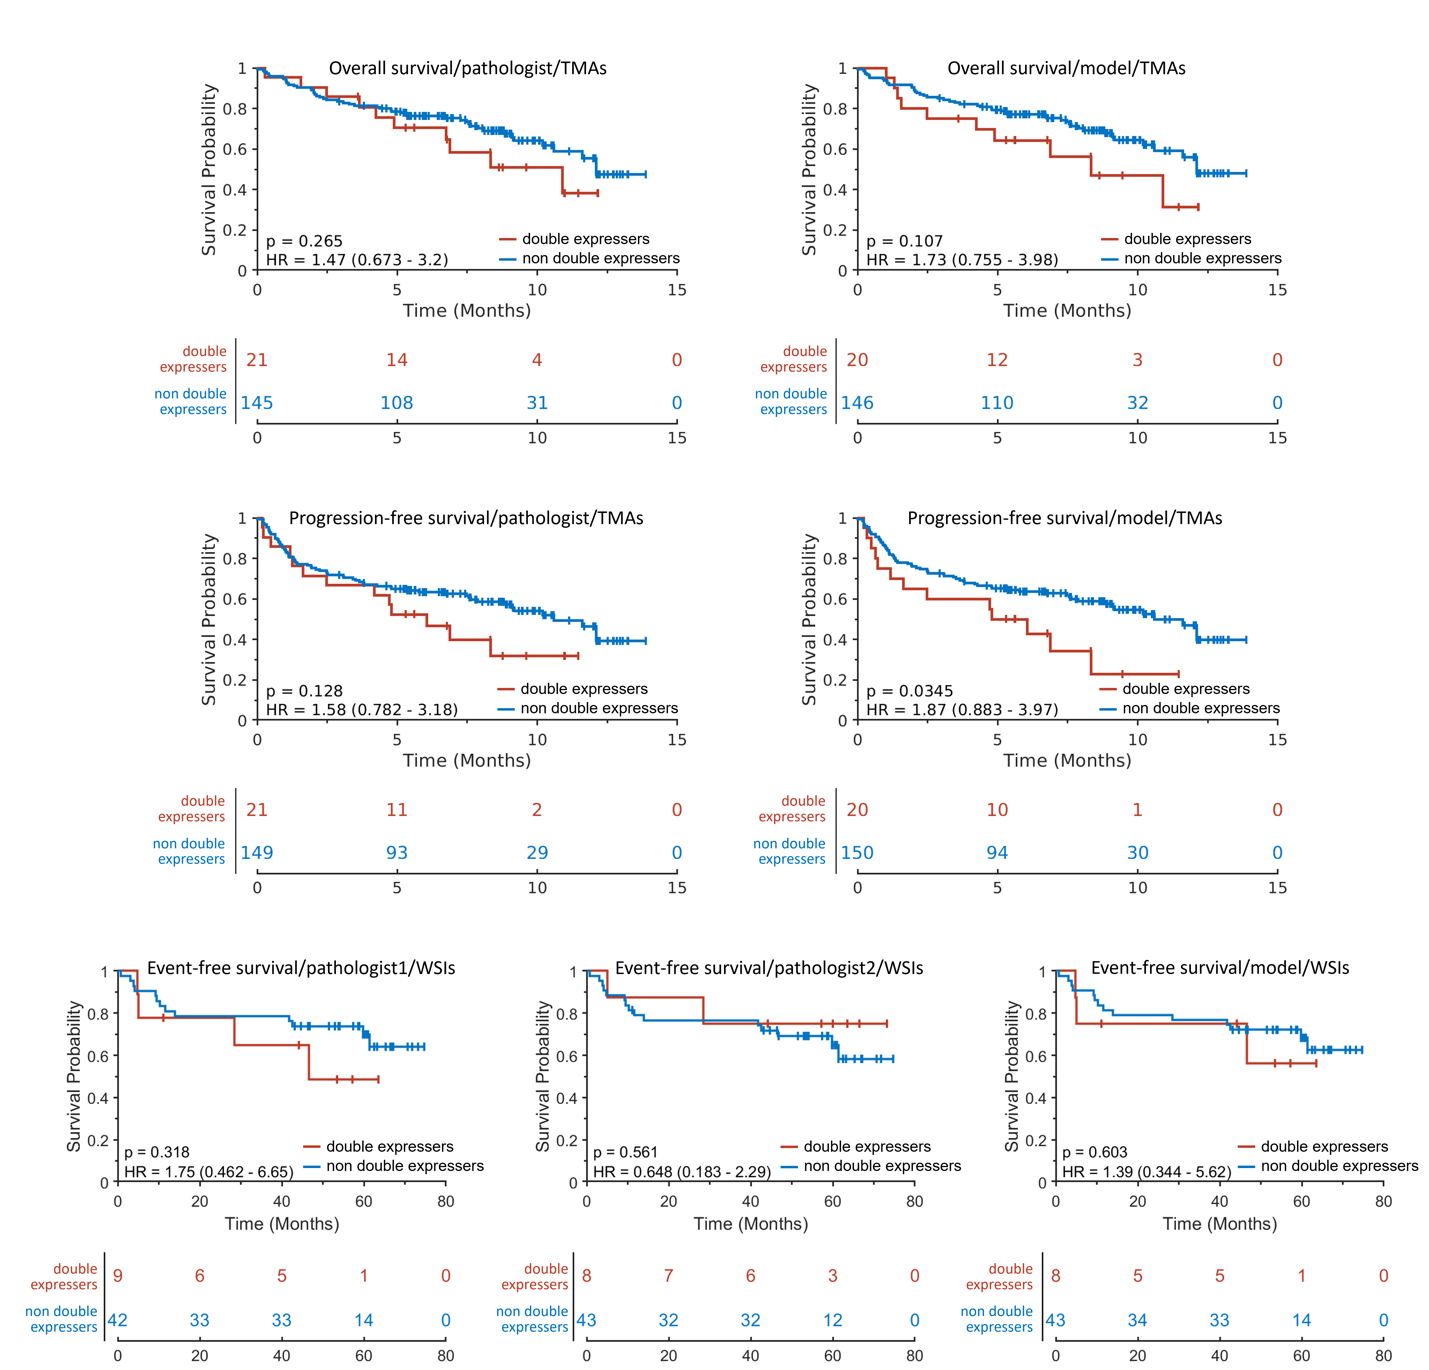 Overall survival/pathologist/TMAs
Survival Probability
1
0.8
0.6
0.4
0.2
0
p = 0.265
HR = 1.47 (0.673 - 3.2)
double expressers
non double expressers
0 5 10 15
Time (Months)
double
expressers
21 14 4 0
non double
expressers
145 108 31 0
0 5 10 15
Overall survival/model/TMAs
Survival Probability
1
0.8
0.6
0.4
0.2
0
p = 0.107
HR = 1.73 (0.755 - 3.98)
double expressers
non double expressers
0 5 10 15
Time (Months)
double
expressers
20 12 3 0
non double
expressers
146 110 32 0
0 5 10 15
Progression-free survival/pathologist/TMAs
Survival Probability
1
0.8
0.6
0.4
0.2
0
p = 0.128
HR = 1.58 (0.782 - 3.18)
double expressers
non double expressers
0 5 10 15
Time (Months)
double
expressers
21 11 2 0
non double
expressers
149 93 29 0
0 5 10 15
Progression-free survival/model/TMAs
Survival Probability
1
0.8
0.6
0.4
0.2
0
p = 0.0345
HR = 1.87 (0.883 - 3.97)
double expressers
non double expressers
0 5 10 15
Time (Months)
double
expressers
20 10 1 0
non double
expressers
150 94 30 0
0 5 10 15
Event-free survival/pathologist1/WSIs
Survival Probability
1
0.8
0.6
0.4
0.2
0
p = 0.318
HR = 1.75 (0.462 - 6.65)
double expressers
non double expressers
0 20 40 60 80
Time (Months)
double
expressers
9 6 5 1 0
non double
expressers
42 33 33 14 0
0 20 40 60 80
Event-free survival/pathologist2/WSIs
Survival Probability
1
0.8
0.6
0.4
0.2
0
p = 0.561
HR = 0.648 (0.183 - 2.29)
double expressers
non double expressers
0 20 40 60 80
Time (Months)
double
expressers
8 7 6 3 0
non double
expressers
43 32 32 12 0
0 20 40 60 80
Event-free survival/model/WSIs
Survival Probability
1
0.8
0.6
0.4
0.2
0
p = 0.603
HR = 1.39 (0.344 - 5.62)
double expressers
non double expressers
0 20 40 60 80
Time (Months)
double
expressers
8 5 5 1 0
non double
expressers
43 34 33 14 0
0 20 40 60 80